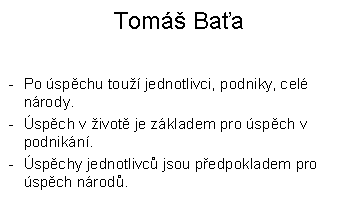 Tomáš Baťa
- Po úspěchu touží jednotlivci, podniky, celé
národy.
- Úspěch v životě je základem pro úspěch v
podnikání.
- Úspěchy jednotlivců jsou předpokladem pro
úspěch národů.